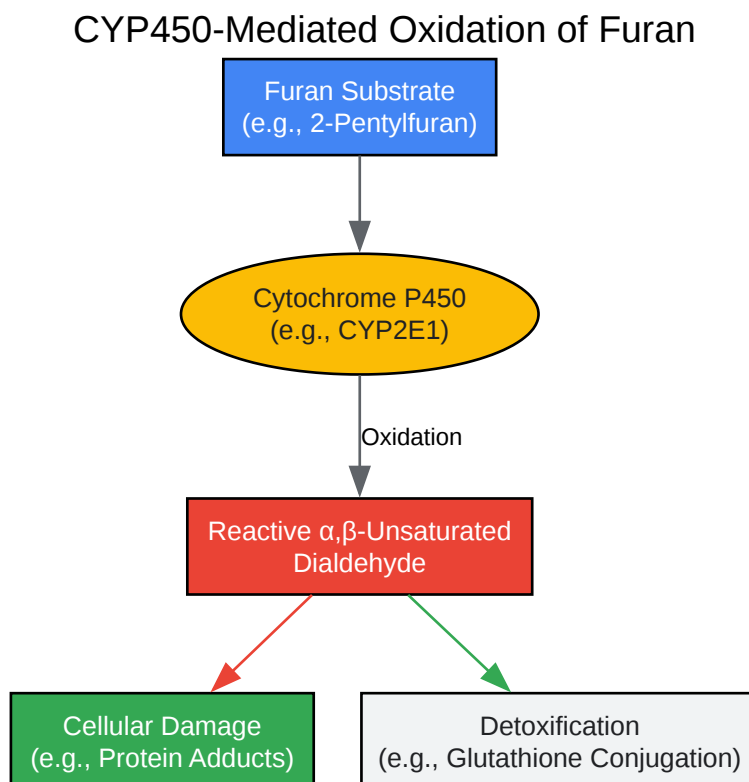 CYP450-Mediated Oxidation of Furan
Furan Substrate
(e.g., 2-Pentylfuran)
Cytochrome P450
(e.g., CYP2E1)
Oxidation
Reactive α,β-Unsaturated
Dialdehyde
Cellular Damage
(e.g., Protein Adducts)
Detoxification
(e.g., Glutathione Conjugation)